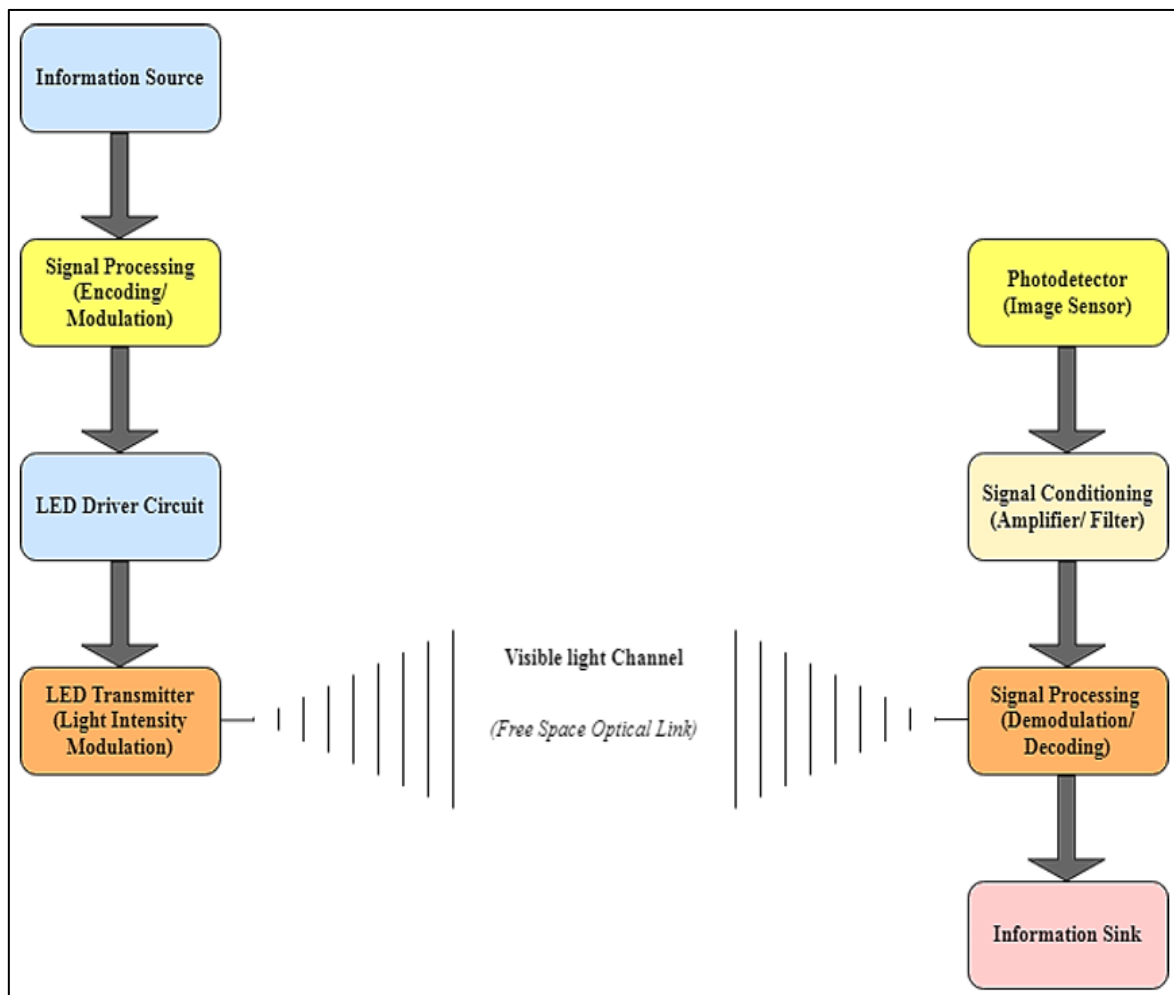 Information Source
Signal Processing
(Encoding/
Modulation)
LED Driver Circuit
LED Transmitter
(Light Intensity
Modulation)
Visible light Channel
(Free Space Optical Link)
Photodetector
(Image Sensor)
Signal Conditioning
(Amplifier/ Filter)
Signal Processing
(Demodulation/
Decoding)
Information Sink